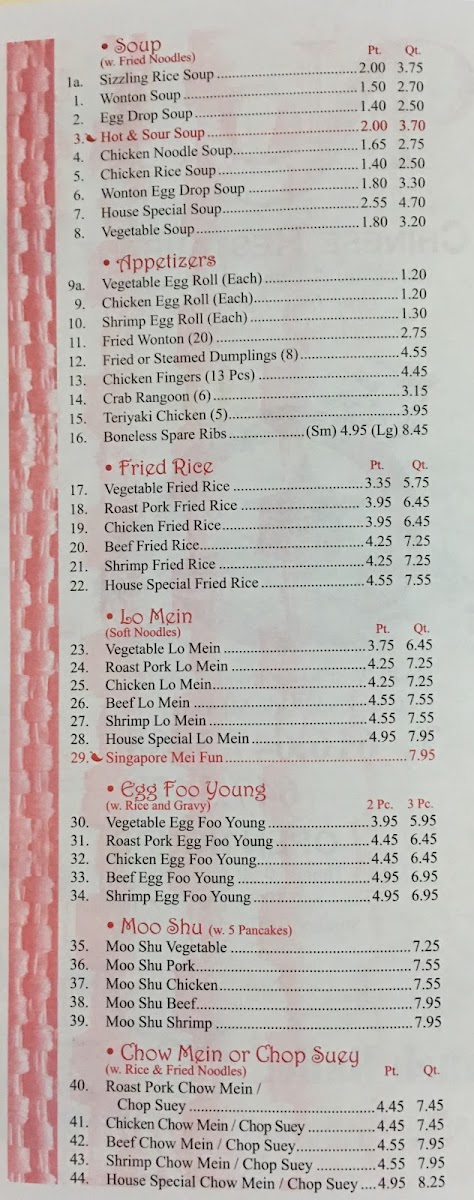 • Soup
(w. Fried Noodles) Pt. Qt.
1a. Sizzling Rice Soup 2.00 3.75
1. Wonton Soup 1.50 2.70
2. Egg Drop Soup 1.40 2.50
3. Hot & Sour Soup 2.00 3.70
4. Chicken Noodle Soup 1.65 2.75
5. Chicken Rice Soup 1.40 2.50
6. Wonton Egg Drop Soup 1.80 3.30
7. House Special Soup 2.55 4.70
8. Vegetable Soup 1.80 3.20
• Appetizers
9a. Vegetable Egg Roll (Each) 1.20
9. Chicken Egg Roll (Each) 1.20
10. Shrimp Egg Roll (Each) 1.30
11. Fried Wonton (20) 2.75
12. Fried or Steamed Dumplings (8) 4.55
13. Chicken Fingers (13 Pcs) 4.45
14. Crab Rangoon (6) 3.15
15. Teriyaki Chicken (5) 3.95
16. Boneless Spare Ribs (Sm) 4.95 (Lg) 8.45
• Fried Rice Pt. Qt.
17. Vegetable Fried Rice 3.35 5.75
18. Roast Pork Fried Rice 3.95 6.45
19. Chicken Fried Rice 3.95 6.45
20. Beef Fried Rice 4.25 7.25
21. Shrimp Fried Rice 4.25 7.25
22. House Special Fried Rice 4.55 7.55
• Lo Mein
(Soft Noodles) Pt. Qt.
23. Vegetable Lo Mein 3.75 6.45
24. Roast Pork Lo Mein 4.25 7.25
25. Chicken Lo Mein 4.25 7.25
26. Beef Lo Mein 4.55 7.55
27. Shrimp Lo Mein 4.55 7.55
28. House Special Lo Mein 4.95 7.95
29. Singapore Mei Fun 7.95
• Egg Foo Young
(w. Rice and Gravy) 2 Pc. 3 Pc.
30. Vegetable Egg Foo Young 3.95 5.95
31. Roast Pork Egg Foo Young 4.45 6.45
32. Chicken Egg Foo Young 4.45 6.45
33. Beef Egg Foo Young 4.95 6.95
34. Shrimp Egg Foo Young 4.95 6.95
• Moo Shu (w. 5 Pancakes)
35. Moo Shu Vegetable 7.25
36. Moo Shu Pork 7.55
37. Moo Shu Chicken 7.55
38. Moo Shu Beef 7.95
39. Moo Shu Shrimp 7.95
• Chow Mein or Chop Suey
(w. Rice & Fried Noodles) Pt. Qt.
40. Roast Pork Chow Mein /
Chop Suey 4.45 7.45
41. Chicken Chow Mein / Chop Suey 4.45 7.45
42. Beef Chow Mein / Chop Suey 4.55 7.95
43. Shrimp Chow Mein / Chop Suey 4.55 7.95
44. House Special Chow Mein / Chop Suey 4.95 8.25